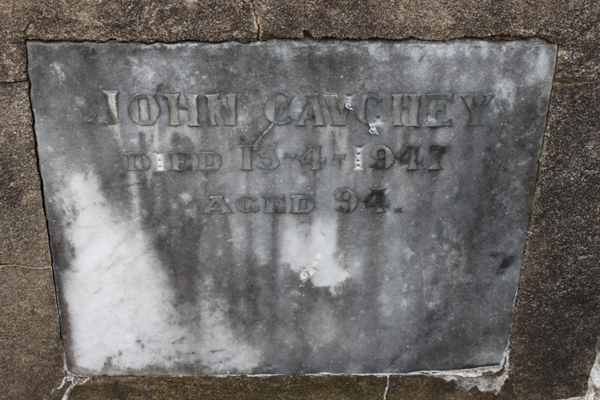 JOHN CAUGHEY
DIED 15-4-1947
AGED 94.